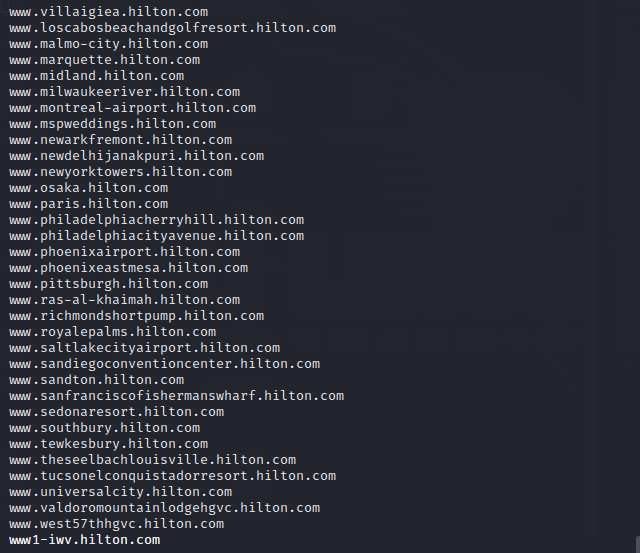 www.villaigiea.hilton.com
www.loscabosbeachandgolfresort.hilton.com
www.malmo-city.hilton.com
www.marquette.hilton.com
www.midland.hilton.com
www.milwaukeeriver.hilton.com
www.montreal-airport.hilton.com
www.mspweddings.hilton.com
www.newarkfremont.hilton.com
www.newdelhijanakpuri.hilton.com
www.newyorktowers.hilton.com
www.osaka.hilton.com
www.paris.hilton.com
www.philadelphiacherryhill.hilton.com
www.philadelphiacityavenue.hilton.com
www.phoenixairport.hilton.com
www.phoenixeastmesa.hilton.com
www.pittsburgh.hilton.com
www.ras-al-khaimah.hilton.com
www.richmondshortpump.hilton.com
www.royalepalms.hilton.com
www.saltlakecityairport.hilton.com
www.sandiegoconventioncenter.hilton.com
www.sandton.hilton.com
www.sanfranciscofishermanswharf.hilton.com
www.sedonaresort.hilton.com
www.southbury.hilton.com
www.tewkesbury.hilton.com
www.theseelbachlouisville.hilton.com
www.tucsonelconquistadorresort.hilton.com
www.universalcity.hilton.com
www.valdoromountainlodgehgvc.hilton.com
www.west57thhgvc.hilton.com
www1-iwv.hilton.com